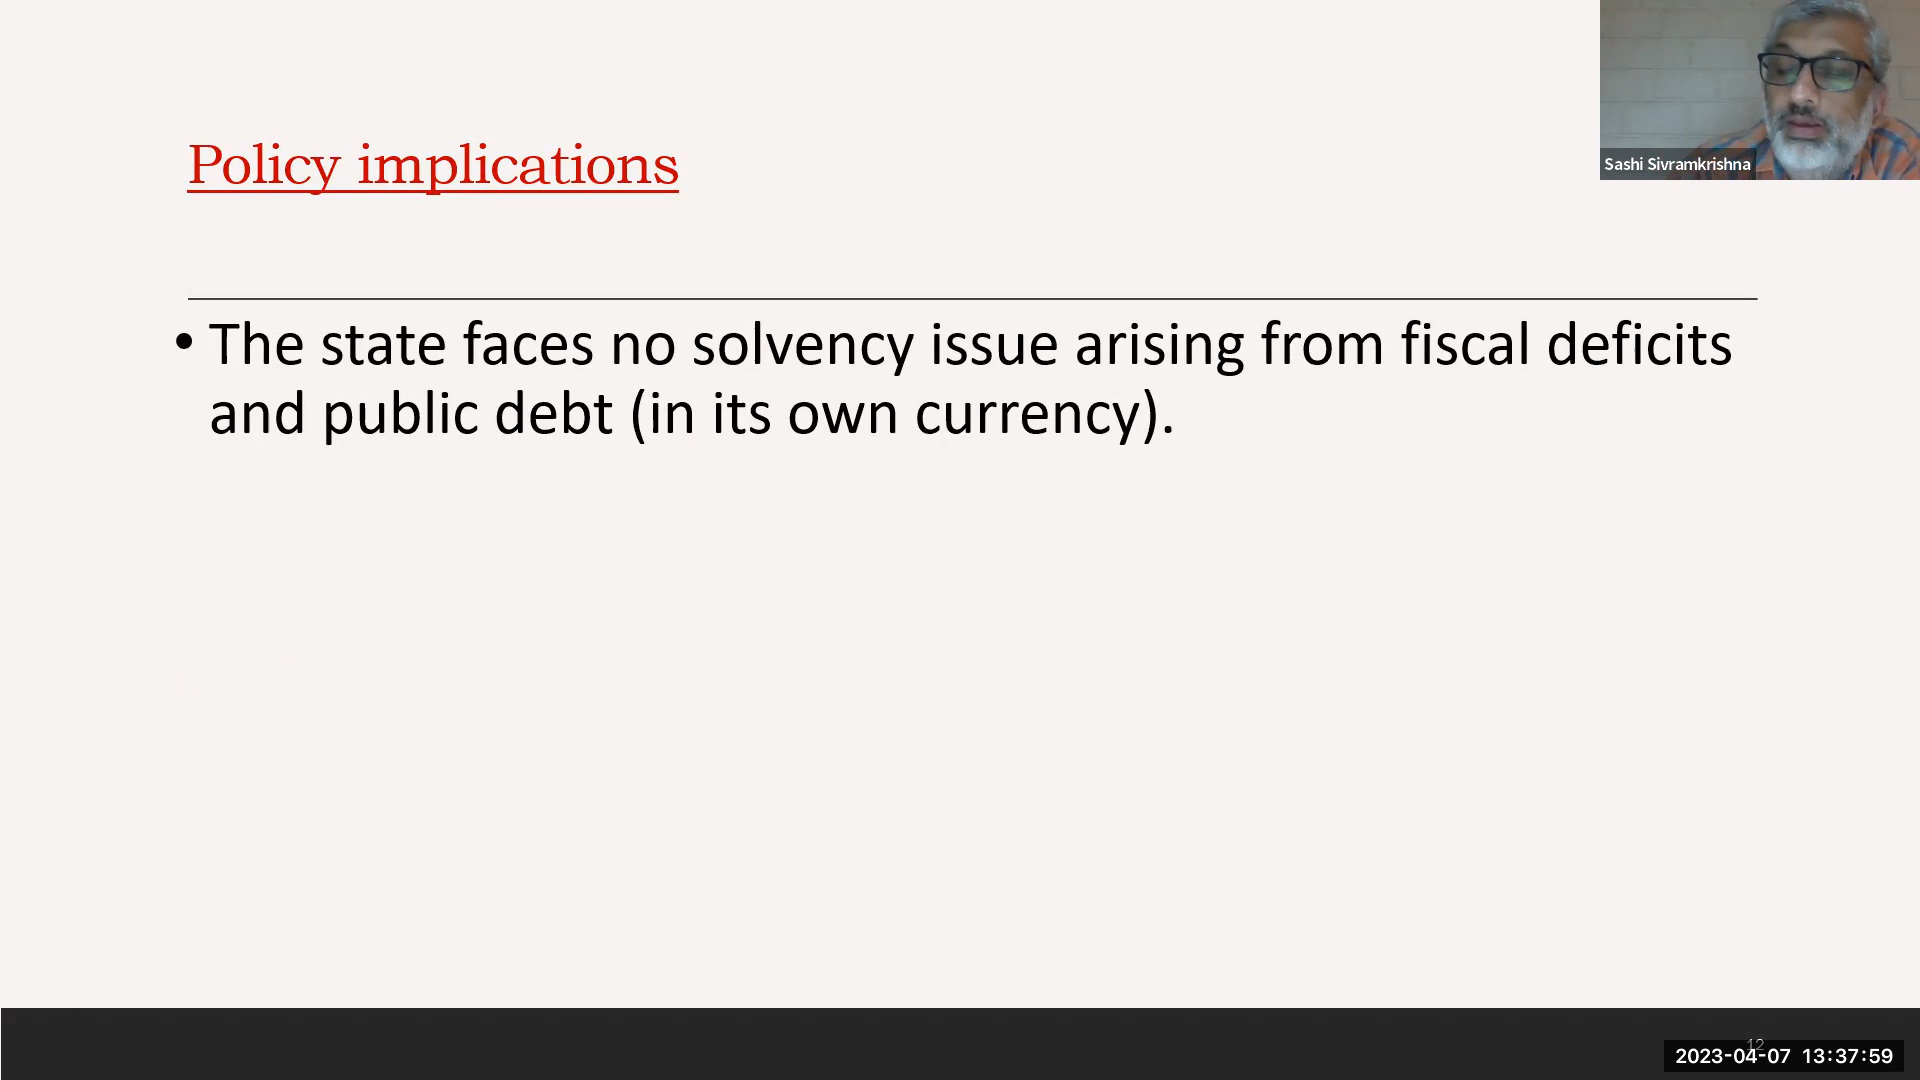 Policy implications
Sashi Sivramkrishna
• The state faces no solvency issue arising from fiscal deficits
and public debt (in its own currency).
12
2023-04-07 13:37:59